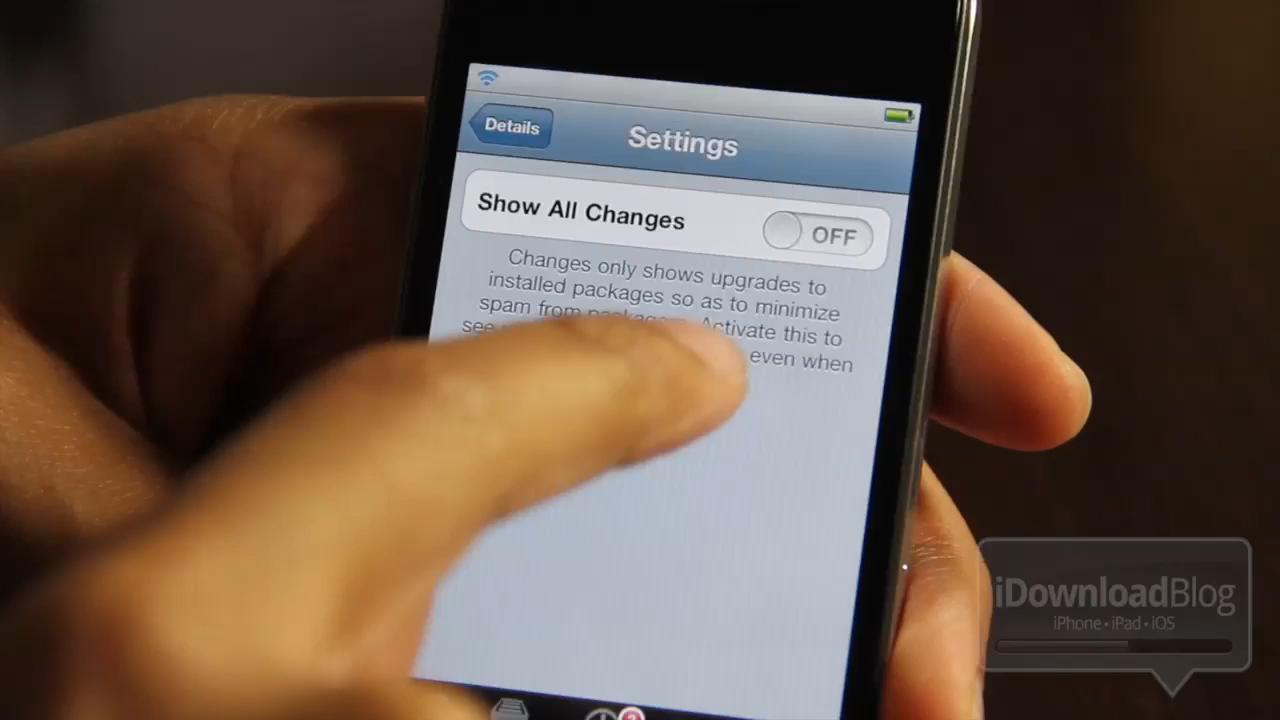 Details
Settings
Show All Changes
OFF
Changes only shows upgrades to
installed packages so as to minimize
spam from Activate this to
see even when
iDownloadBlog
iPhone • iPad • iOS